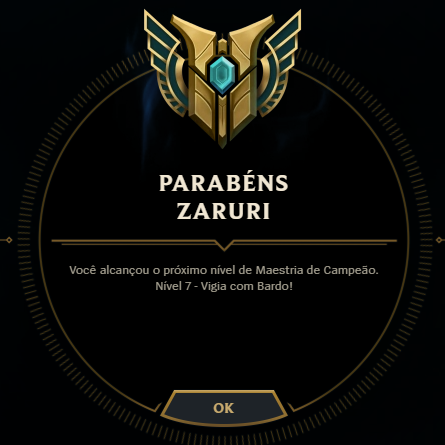 PARABÉNS
ZARURI
Você alcançou o próximo nível de Maestria de Campeão.
Nível 7 - Vigia com Bardo!
OK